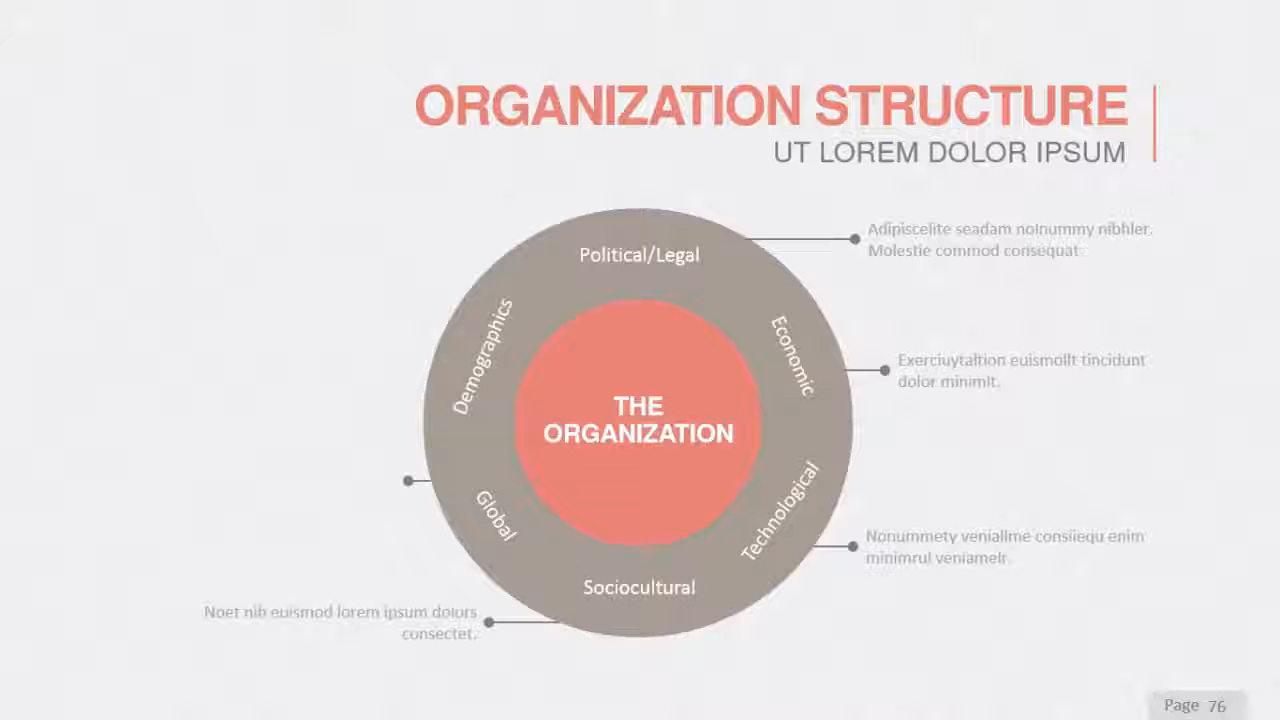 ORGANIZATION STRUCTURE
UT LOREM DOLOR IPSUM
Political/Legal
Adipiscelite seadam nolnummy nibhler.
Molestie commod consequat.
Demographics
Economic
Exerciuytaltion euismollt tincidunt
dolor minimlt.
THE
ORGANIZATION
Global
Technological
Nonummety veniallme consiiequ enim
minimrul veniamelr.
Sociocultural
Noet nib euismod lorem ipsum dolors
consectet.
Page 76